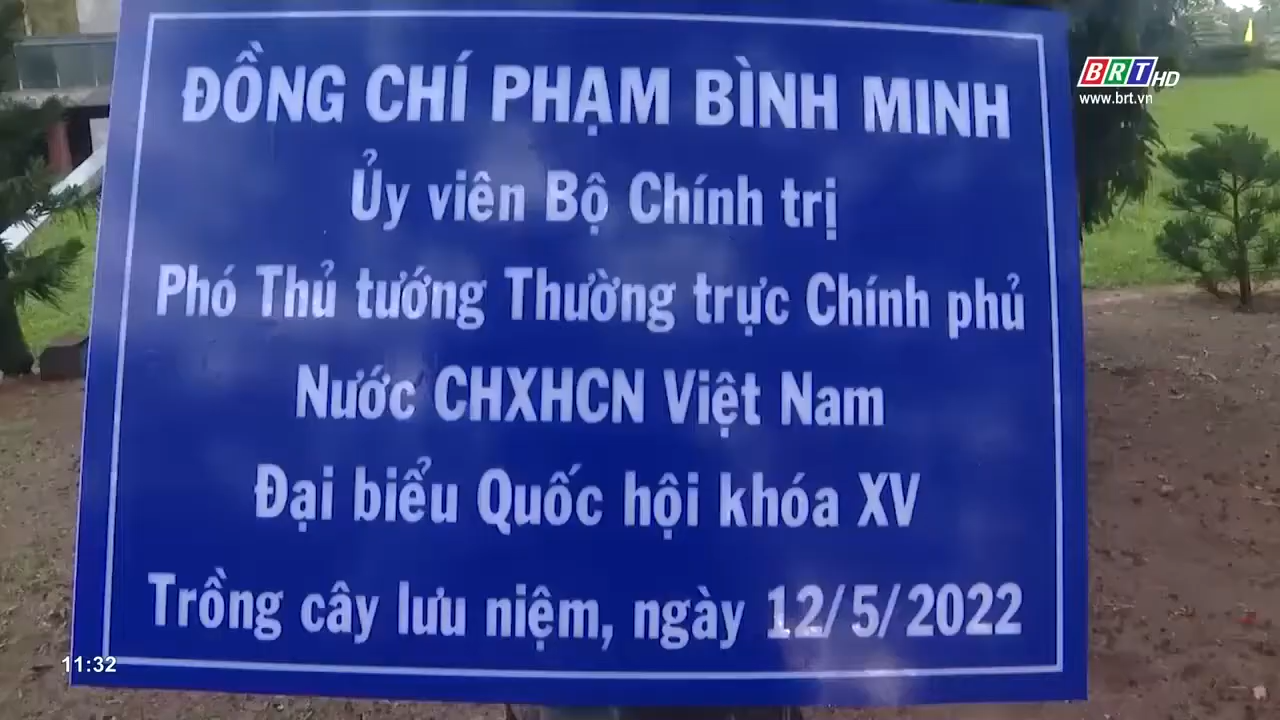 ĐỒNG CHÍ PHẠM BÌNH MINH
Ủy viên Bộ Chính trị
Phó Thủ tướng Thường trực Chính phủ
Nước CHXHCN Việt Nam
Đại biểu Quốc hội khóa XV
Trồng cây lưu niệm, ngày 12/5/2022
BRT HD
www.brt.vn
11:32